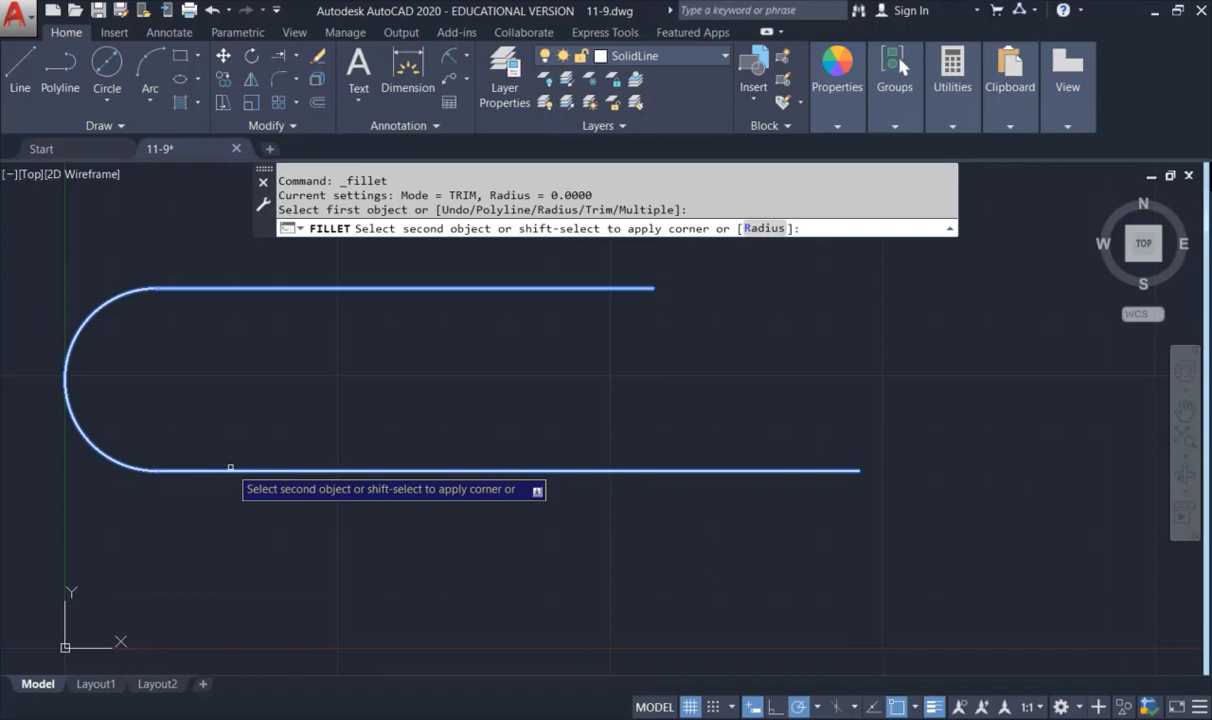 A
Autodesk AutoCAD 2020 - EDUCATIONAL VERSION 11-9.dwg
Type a keyword or phrase
Sign In
Home Insert Annotate Parametric View Manage Output Add-ins Collaborate Express Tools Featured Apps
Line Polyline Circle Arc
Text Dimension
Layer Properties
SolidLine
Insert
Properties Groups Utilities Clipboard View
Draw Modify Annotation Layers Block
Start 11-9*
[−][Top][2D Wireframe]
Command: _fillet
Current settings: Mode = TRIM, Radius = 0.0000
Select first object or [Undo/Polyline/Radius/Trim/Multiple]:
FILLET Select second object or shift-select to apply corner or [Radius]:
N
W TOP E
S
WCS
Select second object or shift-select to apply corner or
Y
X
Model Layout1 Layout2
MODEL 1:1